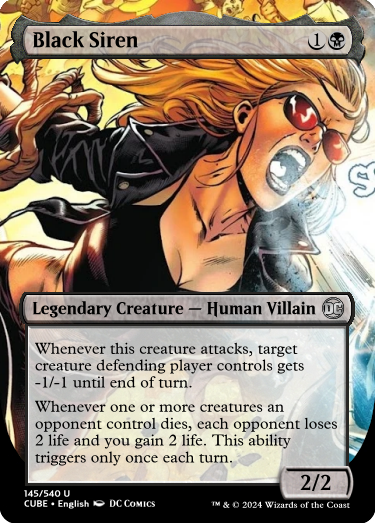 Black Siren 1
Legendary Creature — Human Villain DC
Whenever this creature attacks, target
creature defending player controls gets
-1/-1 until end of turn.
Whenever one or more creatures an
opponent control dies, each opponent loses
2 life and you gain 2 life. This ability
triggers only once each turn.
2/2
145/540 U
CUBE • English DC COMICS
™ & © 2024 Wizards of the Coast